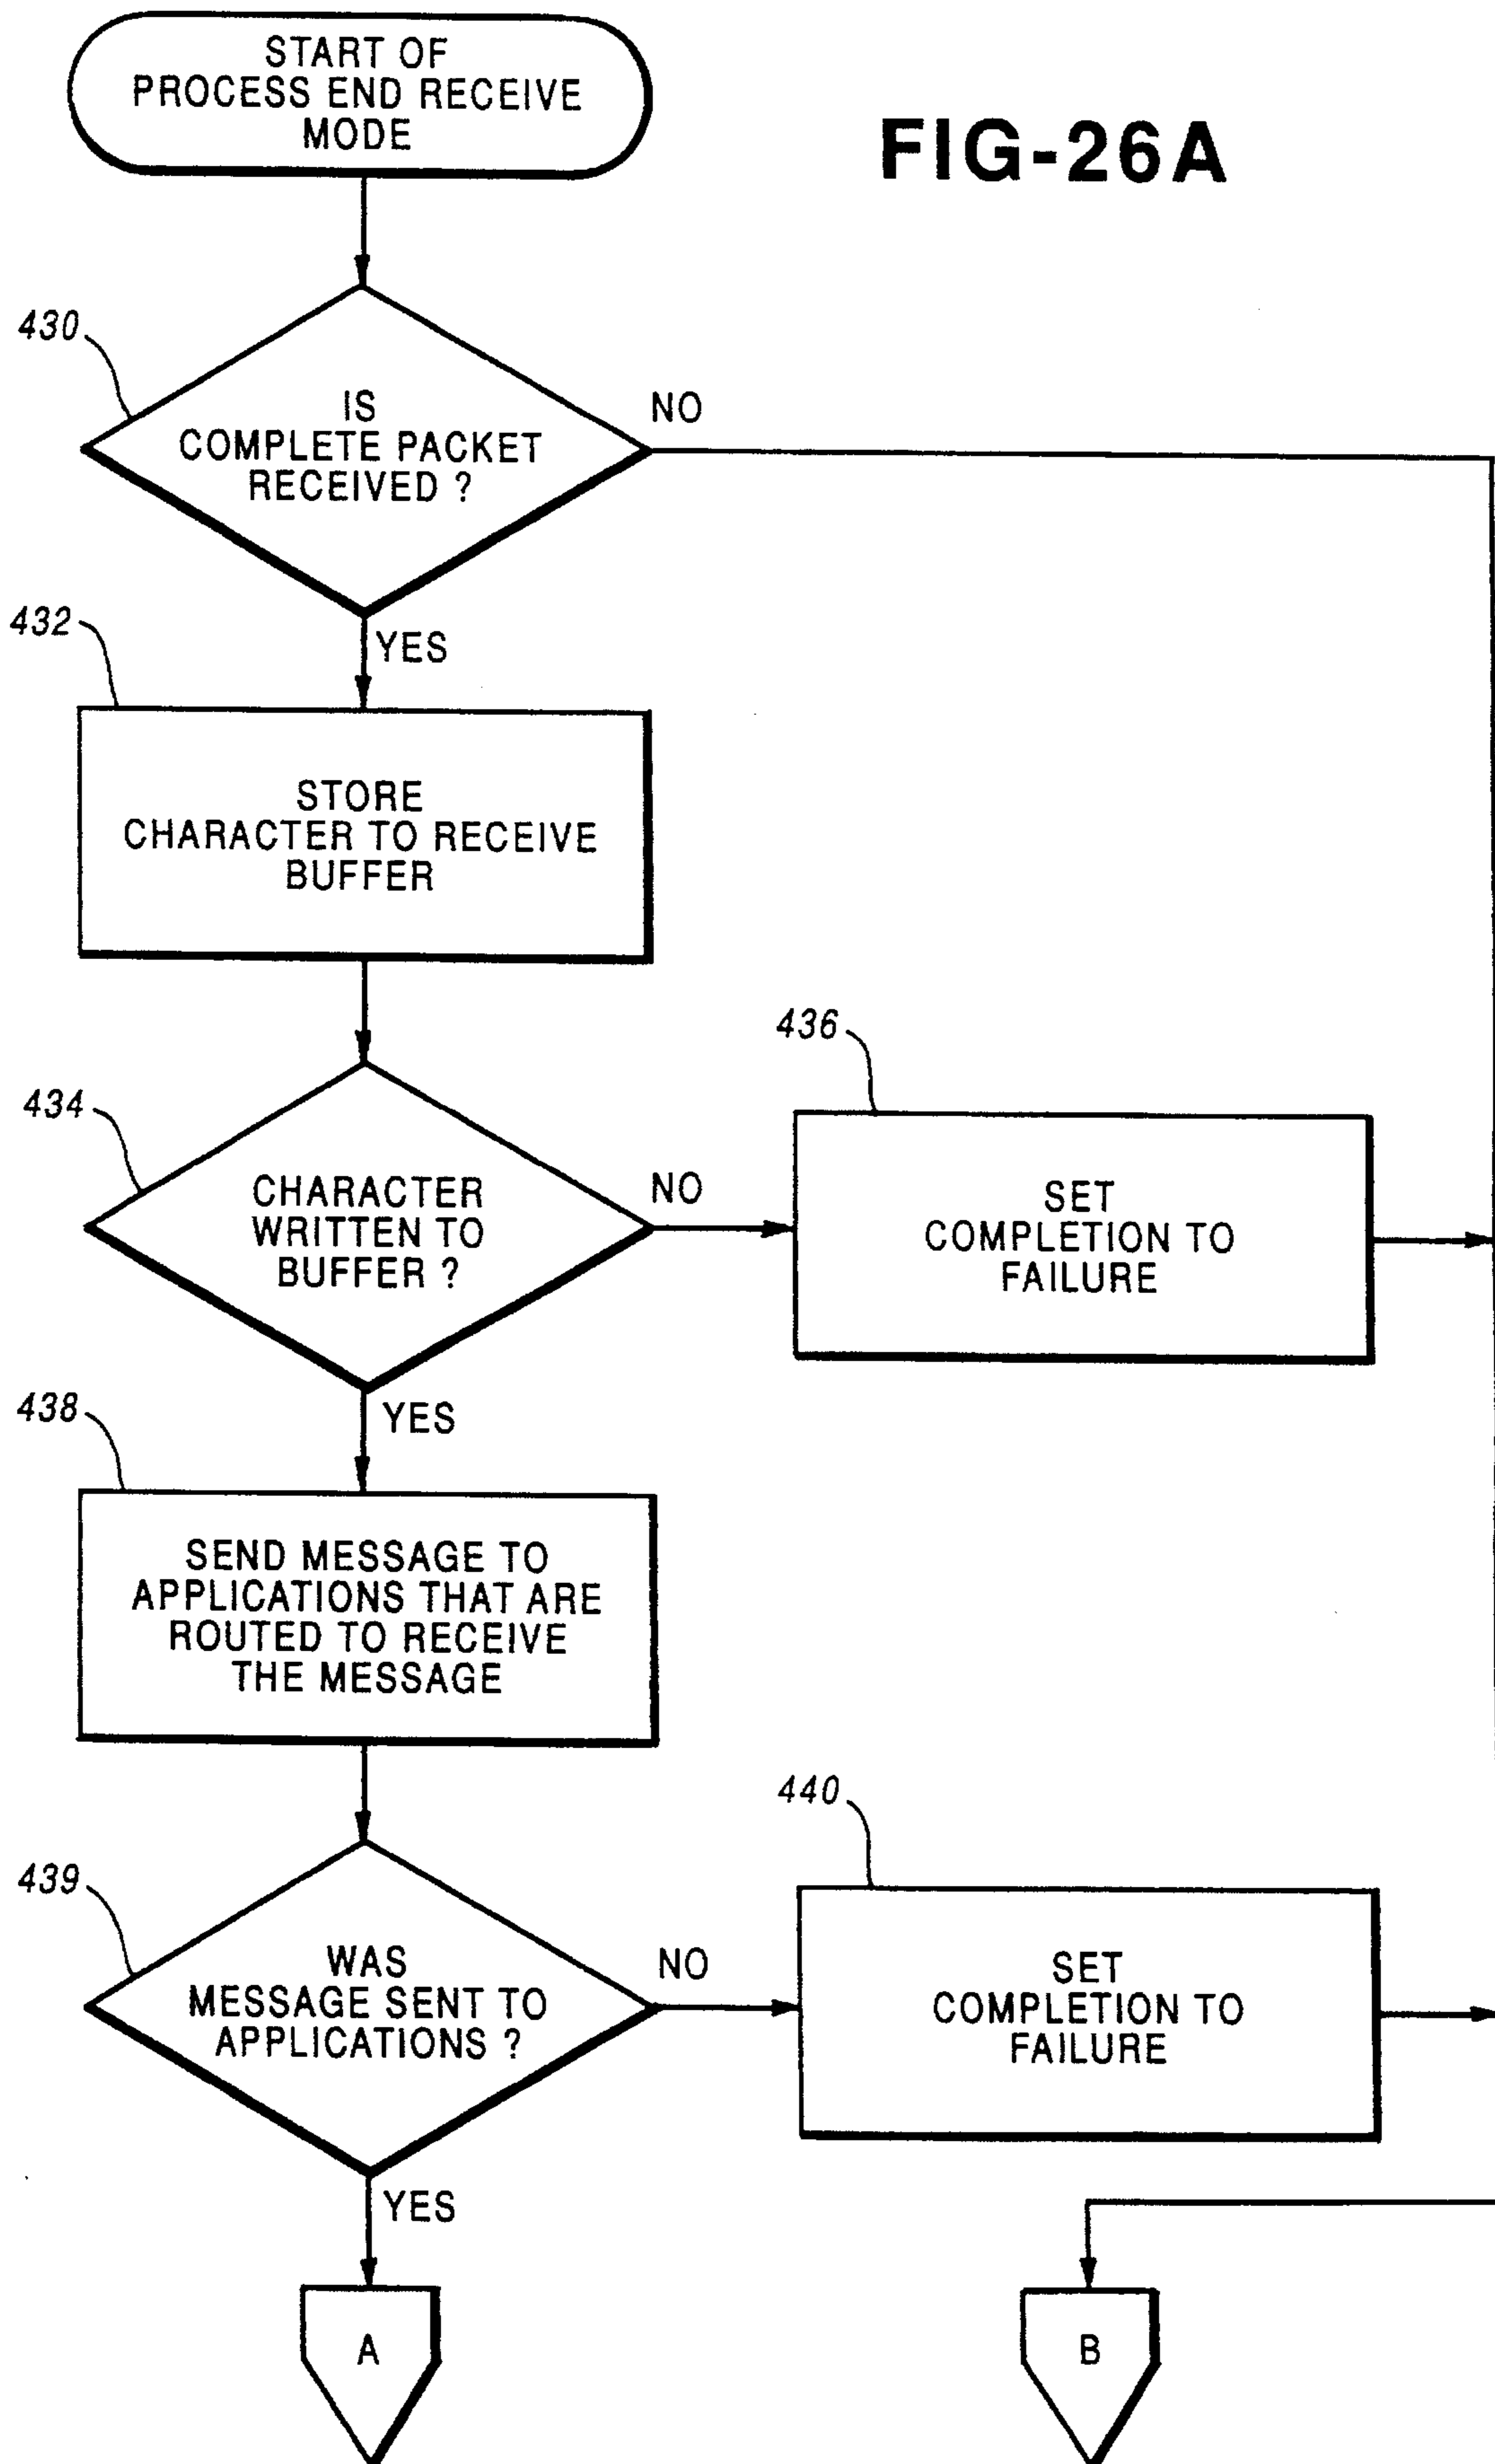 START OF
PROCESS END RECEIVE
MODE
FIG-26A
430
IS
COMPLETE PACKET
RECEIVED ?
NO
YES
432
STORE
CHARACTER TO RECEIVE
BUFFER
434
CHARACTER
WRITTEN TO
BUFFER ?
NO
436
SET
COMPLETION TO
FAILURE
YES
438
SEND MESSAGE TO
APPLICATIONS THAT ARE
ROUTED TO RECEIVE
THE MESSAGE
439
WAS
MESSAGE SENT TO
APPLICATIONS ?
NO
440
SET
COMPLETION TO
FAILURE
YES
A
B